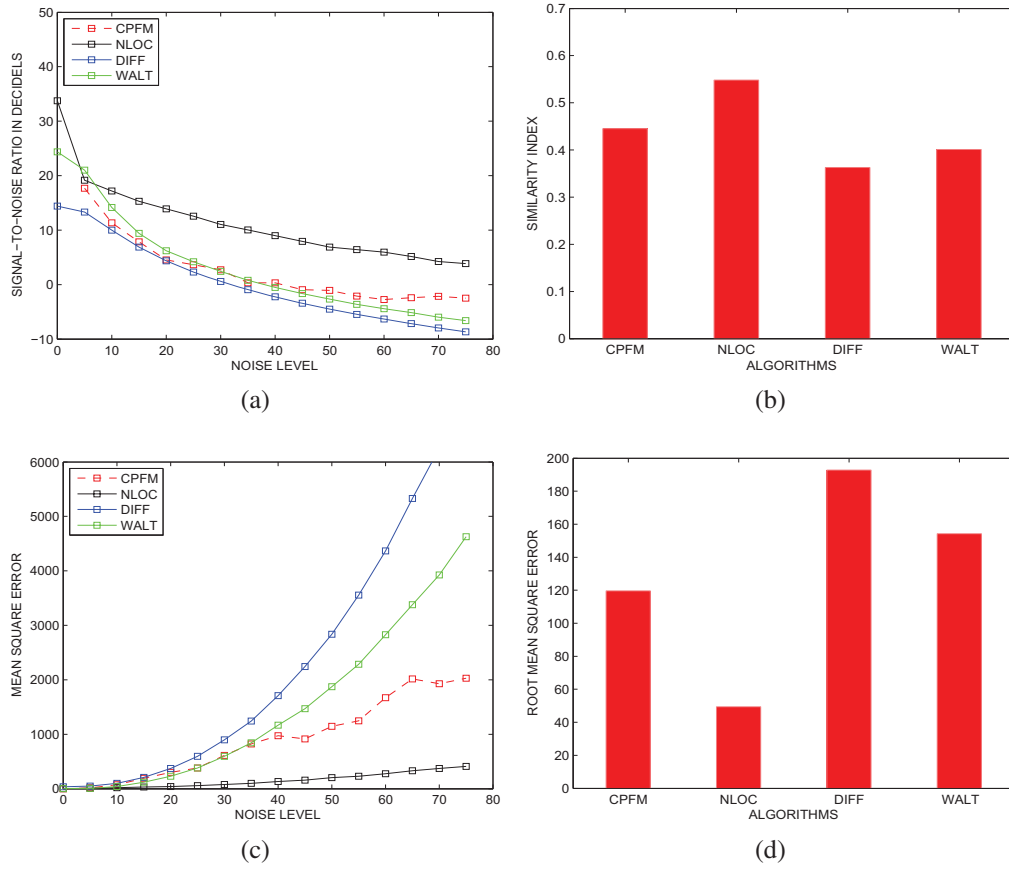 50
40
30
20
10
0
−10
SIGNAL−TO−NOISE RATIO IN DECIDELS
CPFM
NLOC
DIFF
WALT
0 10 20 30 40 50 60 70 80
NOISE LEVEL
(a)
0.7
0.6
0.5
0.4
0.3
0.2
0.1
0
SIMILARITY INDEX
CPFM NLOC DIFF WALT
ALGORITHMS
(b)
6000
5000
4000
3000
2000
1000
0
MEAN SQUARE ERROR
CPFM
NLOC
DIFF
WALT
0 10 20 30 40 50 60 70 80
NOISE LEVEL
(c)
200
180
160
140
120
100
80
60
40
20
0
ROOT MEAN SQUARE ERROR
CPFM NLOC DIFF WALT
ALGORITHMS
(d)